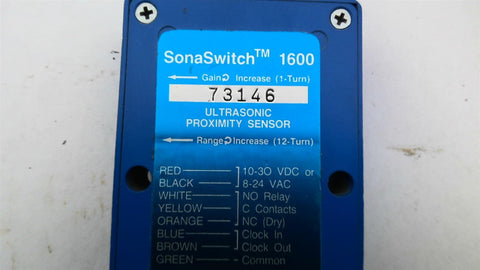 SonaSwitch™ 1600
Gain Increase (1-Turn)
73146
ULTRASONIC
PROXIMITY SENSOR
Range Increase (12-Turn)
RED 10-30 VDC or
BLACK 8-24 VAC
WHITE NO Relay
YELLOW C Contacts
ORANGE NC (Dry)
BLUE Clock In
BROWN Clock Out
GREEN - Common